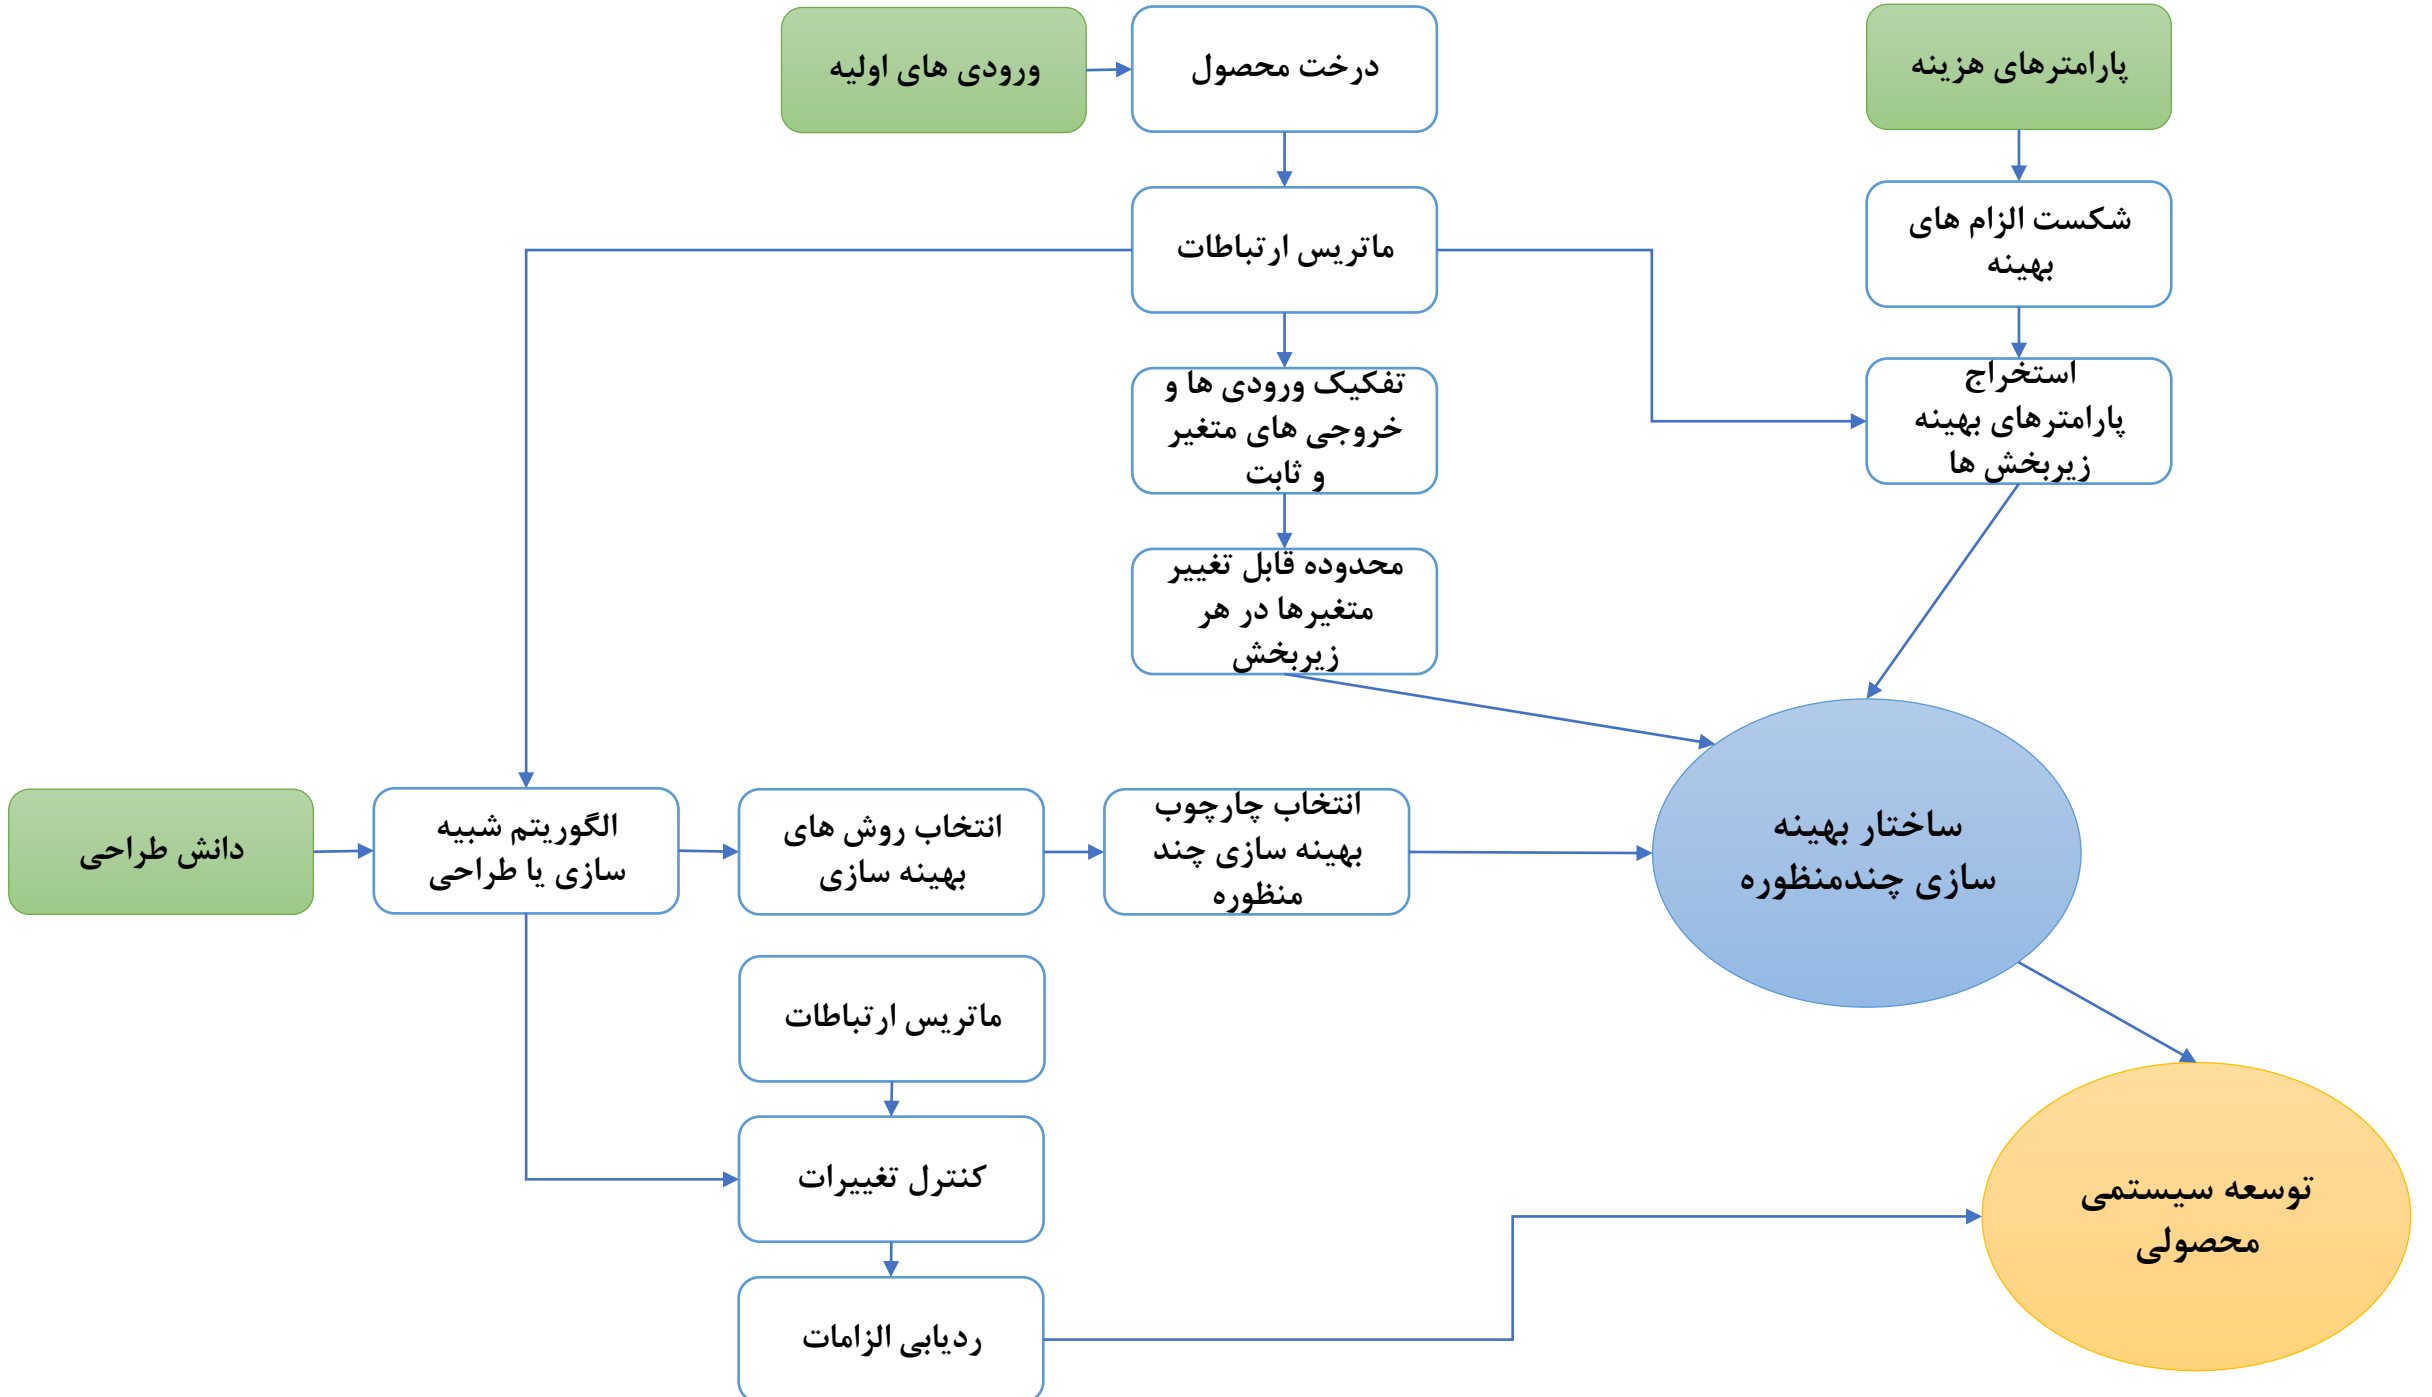 ورودی های اولیه
درخت محصول
پارامترهای هزینه
ماتریس ارتباطات
شکست الزام های
بهینه
تفکیک ورودی ها و
خروجی های متغیر
و ثابت
استخراج
پارامترهای بهینه
زیربخش ها
محدوده قابل تغییر
متغیرها در هر
زیربخش
دانش طراحی
الگوریتم شبیه
سازی یا طراحی
انتخاب روش های
بهینه سازی
انتخاب چارچوب
بهینه سازی چند
منظوره
ساختار بهینه
سازی چندمنظوره
ماتریس ارتباطات
کنترل تغییرات
ردیابی الزامات
توسعه سیستمی
محصولی